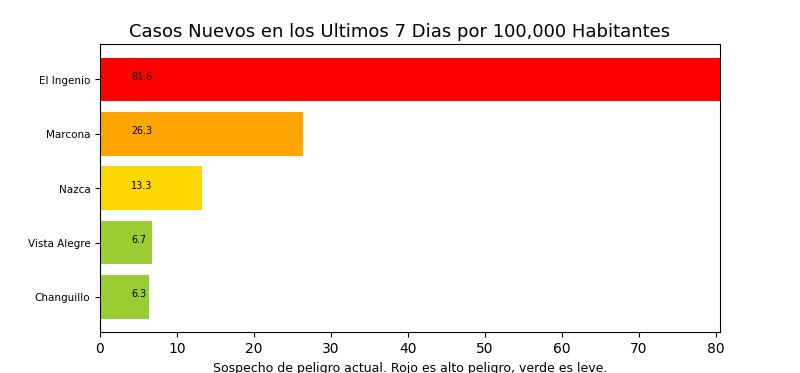 Casos Nuevos en los Ultimos 7 Dias por 100,000 Habitantes
El Ingenio 81.6
Marcona 26.3
Nazca 13.3
Vista Alegre 6.7
Changuillo 6.3
0 10 20 30 40 50 60 70 80
Sospecho de peligro actual. Rojo es alto peligro, verde es leve.